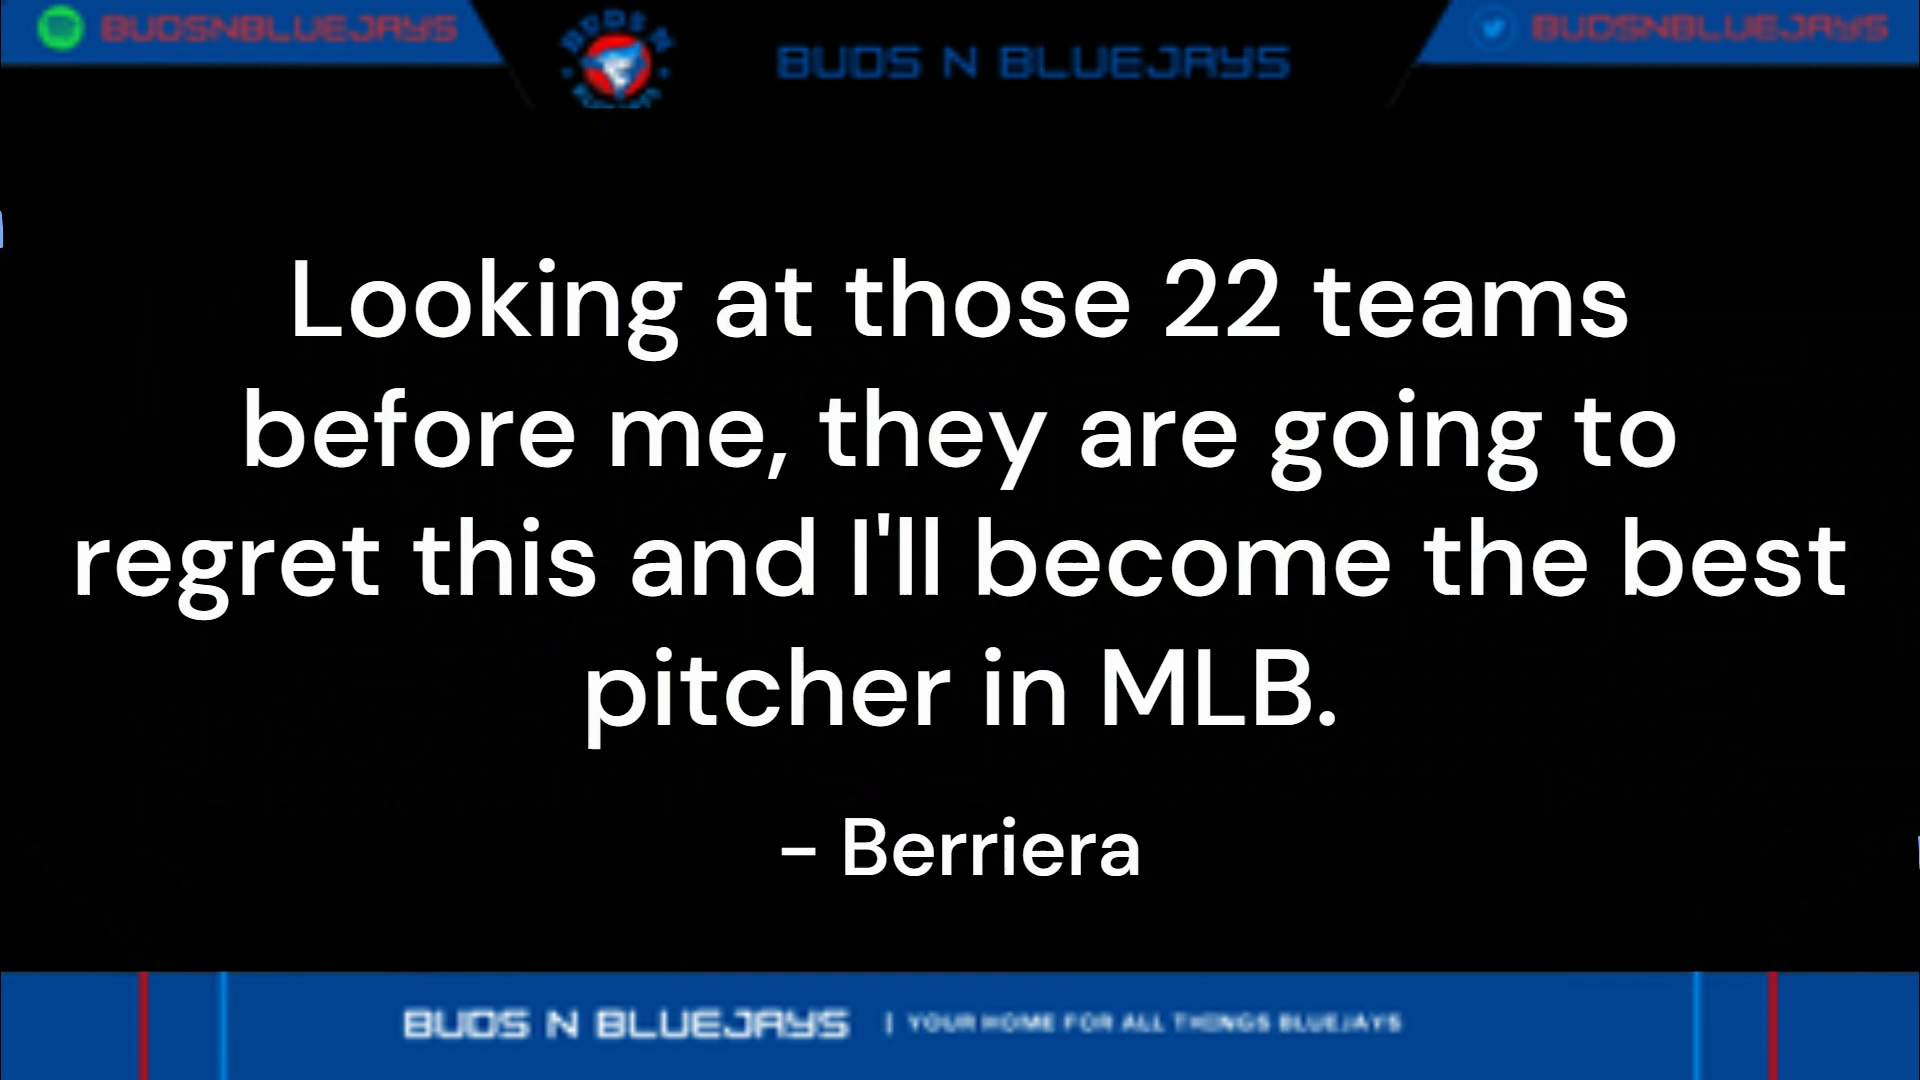 BUDSNBLUEJAYS
BUDS N
BUDS N BLUEJAYS
BUDSNBLUEJAYS
Looking at those 22 teams
before me, they are going to
regret this and I'll become the best
pitcher in MLB.
- Berriera
BUDS N BLUEJAYS | YOUR HOME FOR ALL THINGS BLUEJAYS